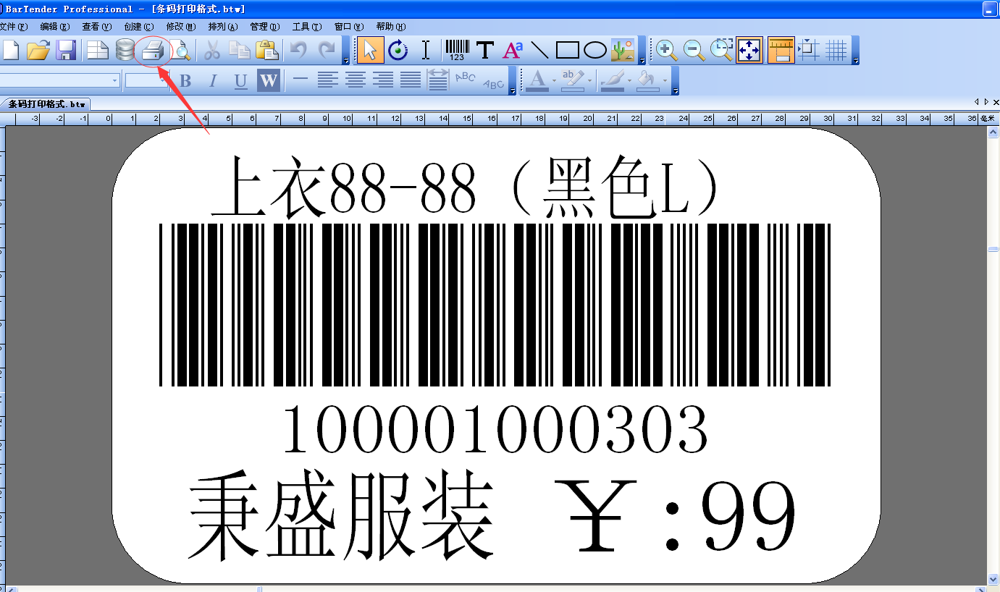 BarTender Professional - [条码打印格式.btw]
文件(F) 编辑(E) 查看(V) 创建(C) 修改(M) 排列(A) 管理(D) 工具(T) 窗口(W) 帮助(H)
123 T A a
B I U W ABC ABC A ab
条码打印格式.btw
-3 -2 -1 0 1 2 3 4 5 6 7 8 9 10 11 12 13 14 15 16 17 18 19 20 21 22 23 24 25 26 27 28 29 30 31 32 33 34 35 36 毫米
上衣88-88（黑色L）
100001000303
秉盛服装 ￥:99